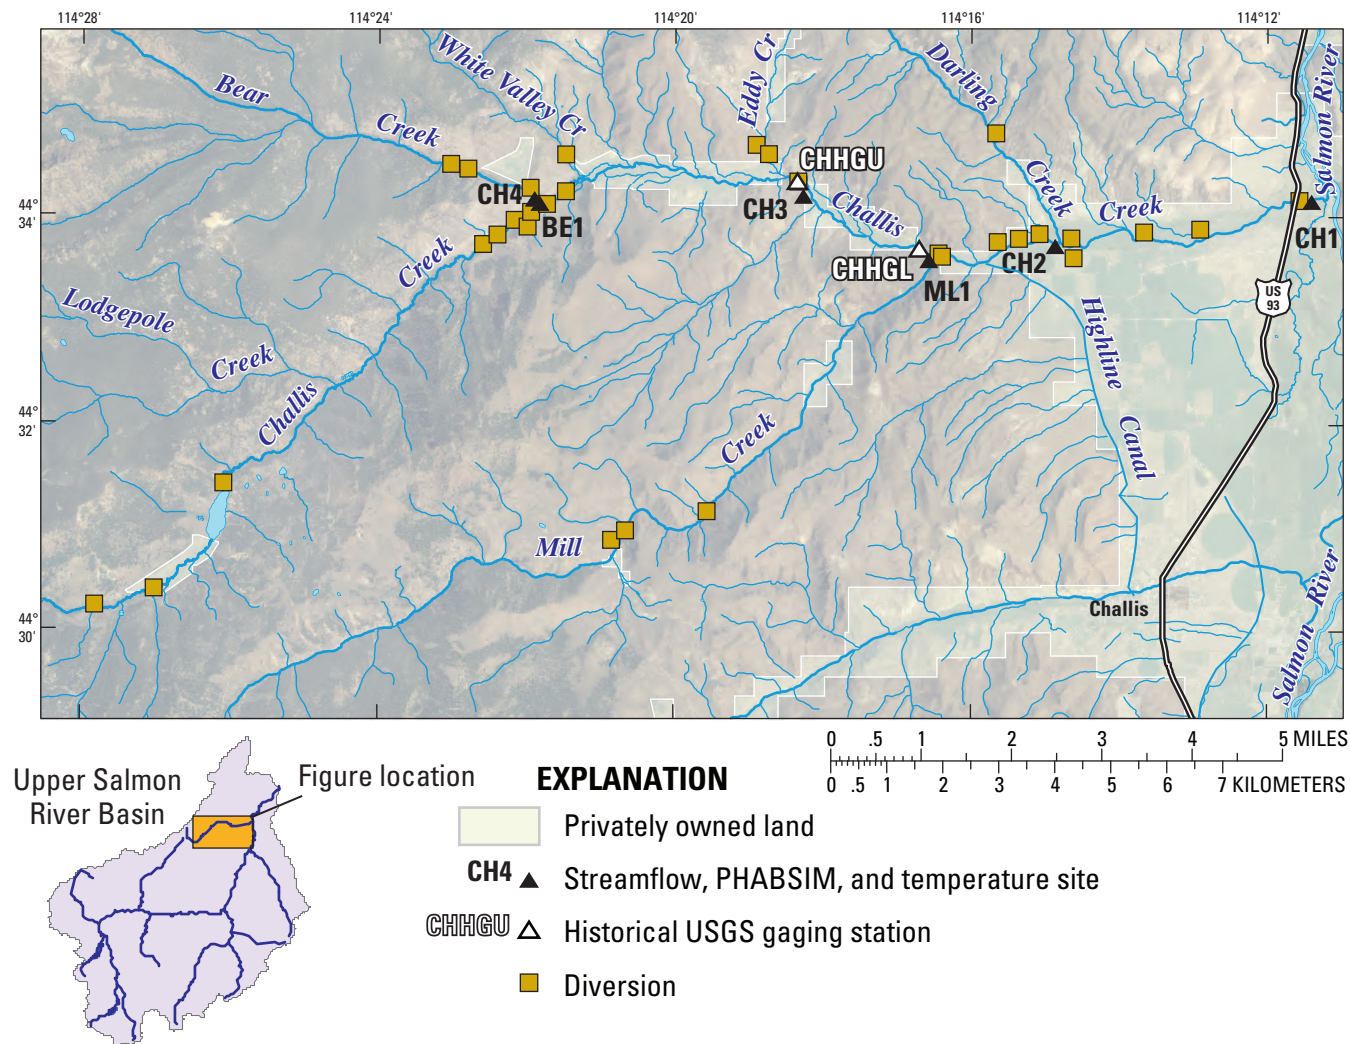 114°28'
114°24'
114°20'
114°16'
114°12'
44°
34'
44°
32'
44°
30'
Bear
Creek
White Valley Cr
Eddy Cr
Darling
Creek
Salmon River
CHHGU
CH4
BE1
CH3
Challis
Creek
CH1
CHHGL
ML1
CH2
Creek
Lodgepole
Creek
Challis
Highline
Canal
US
93
Creek
Mill
Challis
Salmon River
0 .5 1 2 3 4 5 MILES
0 .5 1 2 3 4 5 6 7 KILOMETERS
Upper Salmon
River Basin
Figure location
EXPLANATION
Privately owned land
CH4 Streamflow, PHABSIM, and temperature site
CHHGU Historical USGS gaging station
Diversion